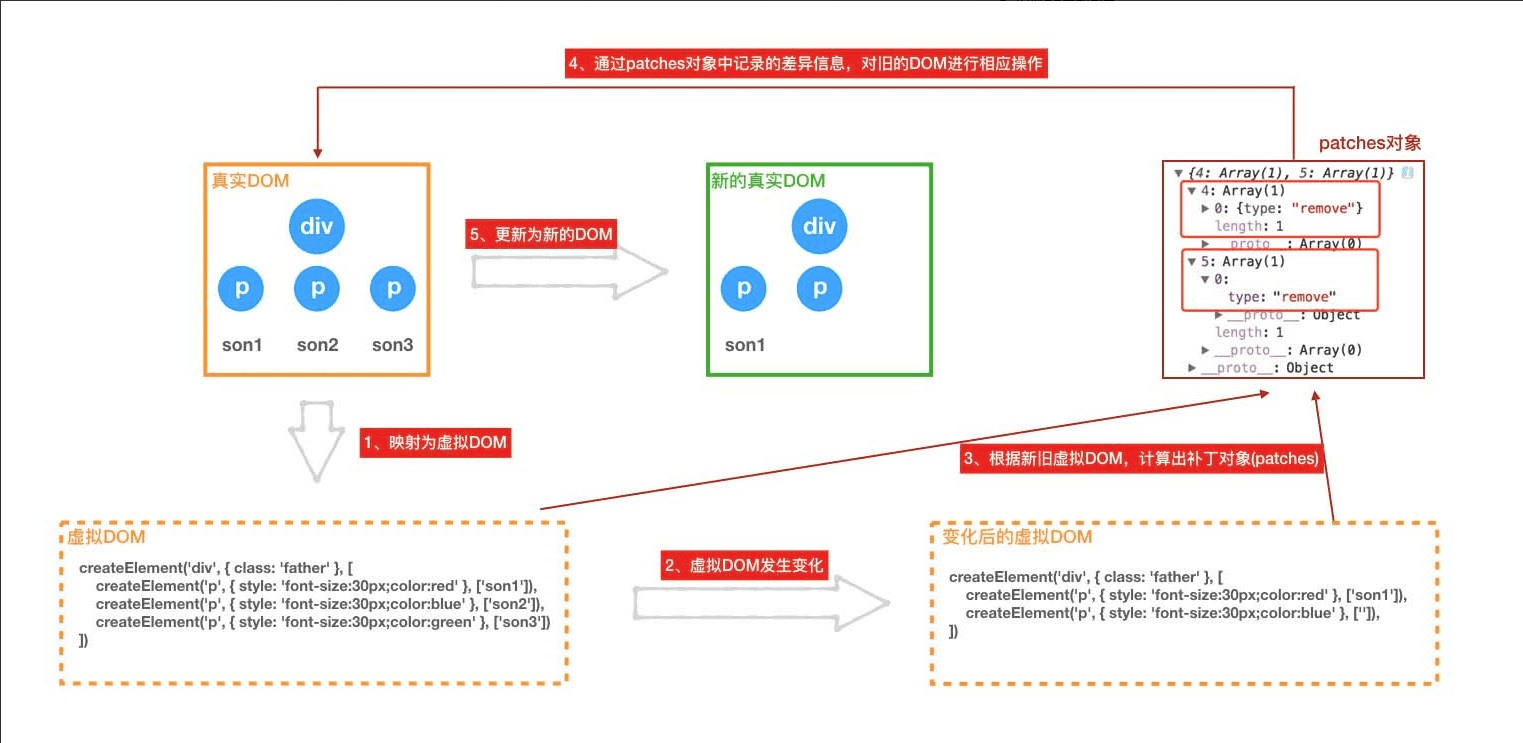 4、通过patches对象中记录的差异信息，对旧的DOM进行相应操作
patches对象
真实DOM
div
p p p
son1 son2 son3
5、更新为新的DOM
新的真实DOM
div
p p
son1
▼{4: Array(1), 5: Array(1)} i
▼4: Array(1)
▶0: {type: "remove"}
length: 1
▶__proto__: Array(0)
▼5: Array(1)
▼0:
type: "remove"
▶__proto__: Object
length: 1
▶__proto__: Array(0)
▶__proto__: Object
1、映射为虚拟DOM
3、根据新旧虚拟DOM，计算出补丁对象(patches)
虚拟DOM
createElement('div', { class: 'father' }, [
createElement('p', { style: 'font-size:30px;color:red' }, ['son1']),
createElement('p', { style: 'font-size:30px;color:blue' }, ['son2']),
createElement('p', { style: 'font-size:30px;color:green' }, ['son3'])
])
2、虚拟DOM发生变化
变化后的虚拟DOM
createElement('div', { class: 'father' }, [
createElement('p', { style: 'font-size:30px;color:red' }, ['son1']),
createElement('p', { style: 'font-size:30px;color:blue' }, ['']),
])